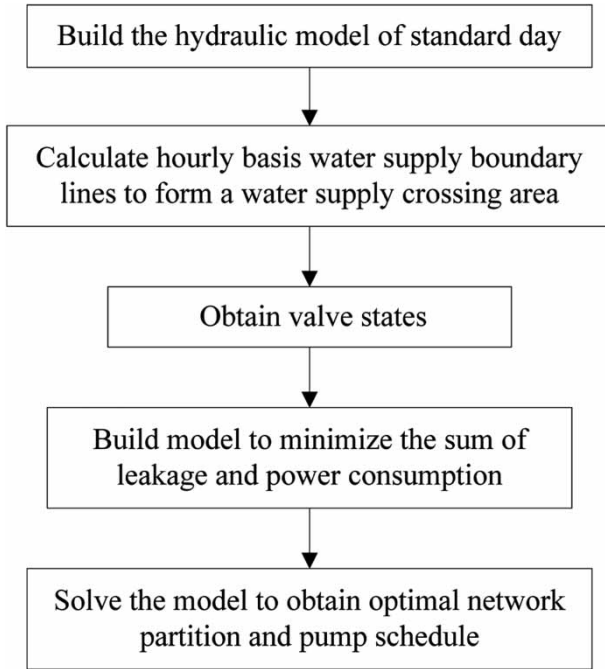 Build the hydraulic model of standard day
Calculate hourly basis water supply boundary
lines to form a water supply crossing area
Obtain valve states
Build model to minimize the sum of
leakage and power consumption
Solve the model to obtain optimal network
partition and pump schedule